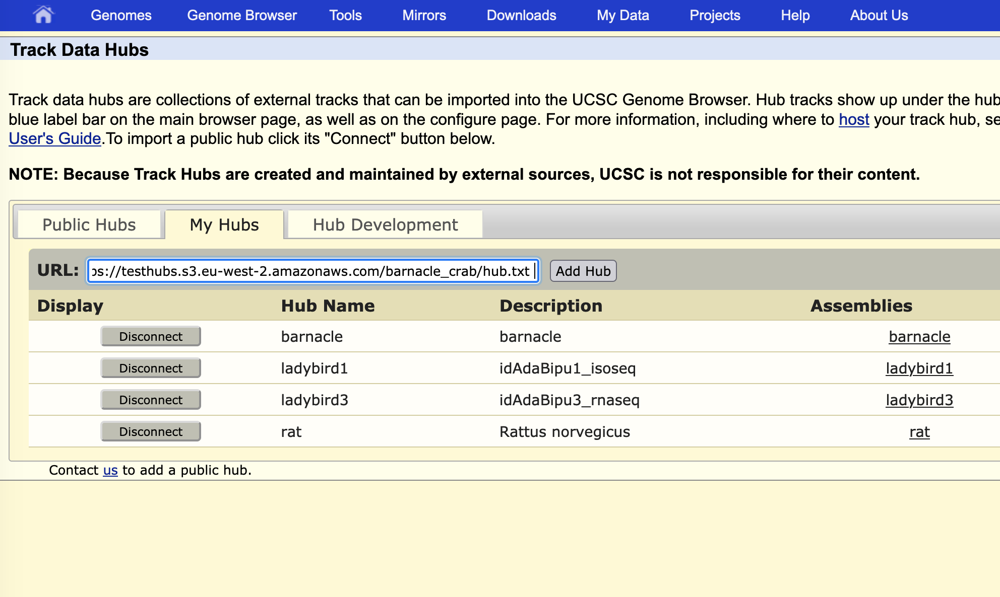 Genomes Genome Browser Tools Mirrors Downloads My Data Projects Help About Us
Track Data Hubs
Track data hubs are collections of external tracks that can be imported into the UCSC Genome Browser. Hub tracks show up under the hub
blue label bar on the main browser page, as well as on the configure page. For more information, including where to host your track hub, se
User's Guide.To import a public hub click its "Connect" button below.
NOTE: Because Track Hubs are created and maintained by external sources, UCSC is not responsible for their content.
Public Hubs My Hubs Hub Development
URL: ps://testhubs.s3.eu-west-2.amazonaws.com/barnacle_crab/hub.txt Add Hub
Display Hub Name Description Assemblies
Disconnect barnacle barnacle barnacle
Disconnect ladybird1 idAdaBipu1_isoseq ladybird1
Disconnect ladybird3 idAdaBipu3_rnaseq ladybird3
Disconnect rat Rattus norvegicus rat
Contact us to add a public hub.